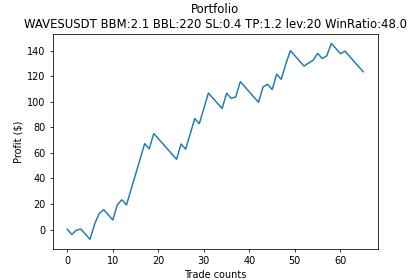 Portfolio
WAVESUSDT BBM:2.1 BBL:220 SL:0.4 TP:1.2 lev:20 WinRatio:48.0
140
120
100
80
60
40
20
0
Profit ($)
0 10 20 30 40 50 60
Trade counts